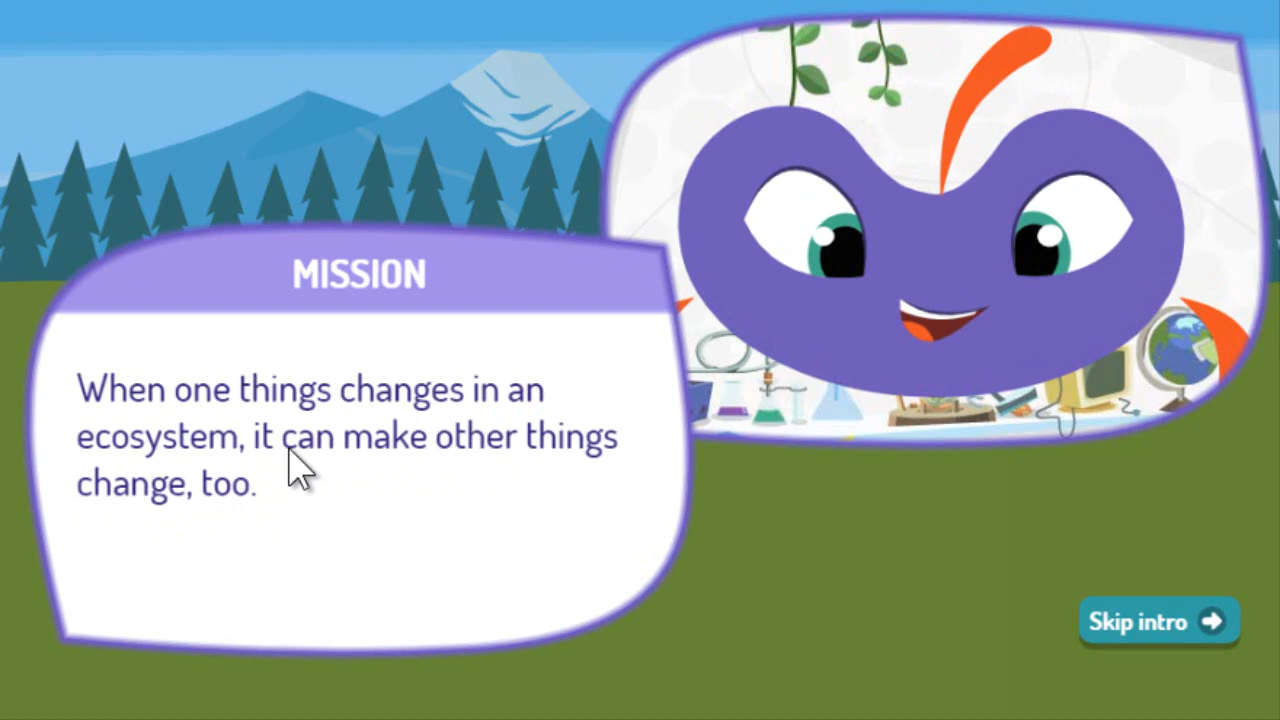 MISSION
When one things changes in an
ecosystem, it can make other things
change, too.
Skip intro